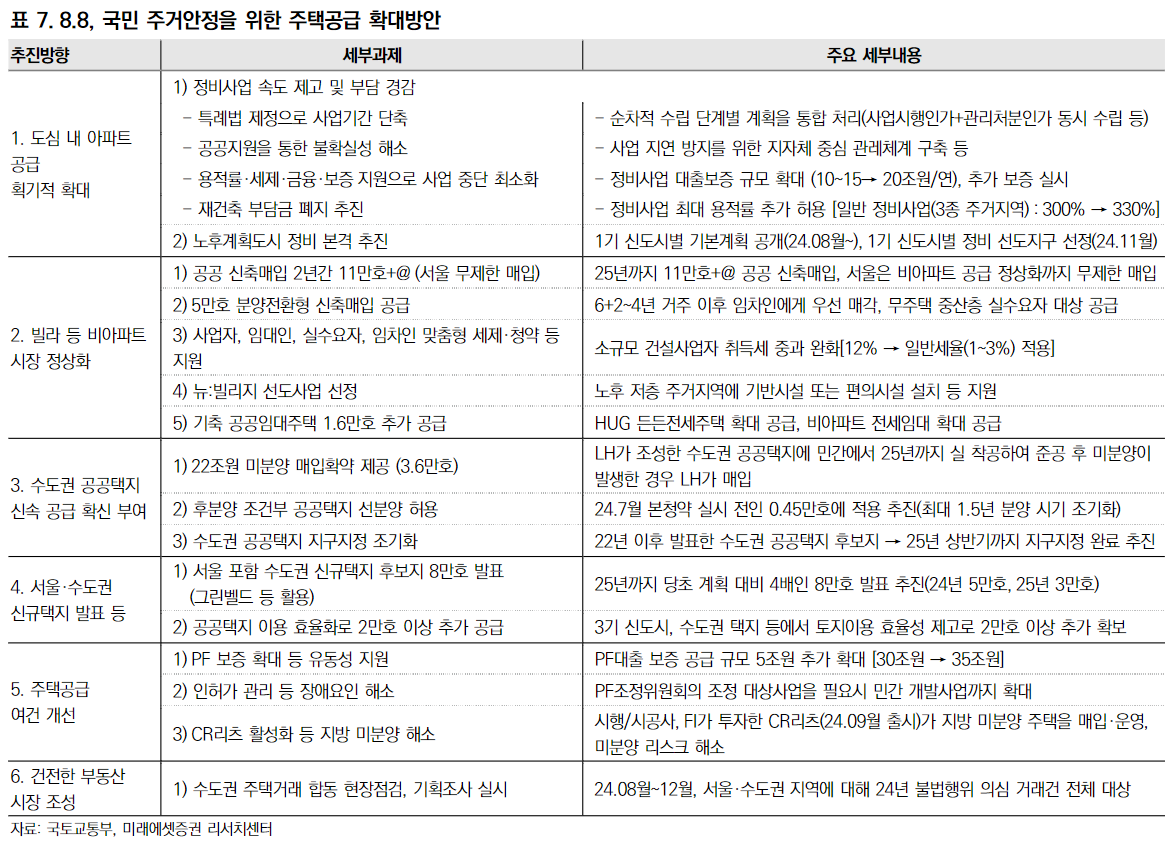 표 7. 8.8, 국민 주거안정을 위한 주택공급 확대방안
추진방향 세부과제 주요 세부내용
1. 도심 내 아파트
공급
획기적 확대
1) 정비사업 속도 제고 및 부담 경감
- 특례법 제정으로 사업기간 단축 - 순차적 수립 단계별 계획을 통합 처리(사업시행인가+관리처분인가 동시 수립 등)
- 공공지원을 통한 불확실성 해소 - 사업 지연 방지를 위한 지자체 중심 관레체계 구축 등
- 용적률·세제·금융·보증 지원으로 사업 중단 최소화 - 정비사업 대출보증 규모 확대 (10~15→ 20조원/연), 추가 보증 실시
- 재건축 부담금 폐지 추진 - 정비사업 최대 용적률 추가 허용 [일반 정비사업(3종 주거지역) : 300% → 330%]
2) 노후계획도시 정비 본격 추진 1기 신도시별 기본계획 공개(24.08월~), 1기 신도시별 정비 선도지구 선정(24.11월)
2. 빌라 등 비아파트
시장 정상화
1) 공공 신축매입 2년간 11만호+@ (서울 무제한 매입) 25년까지 11만호+@ 공공 신축매입, 서울은 비아파트 공급 정상화까지 무제한 매입
2) 5만호 분양전환형 신축매입 공급 6+2~4년 거주 이후 임차인에게 우선 매각, 무주택 중산층 실수요자 대상 공급
3) 사업자, 임대인, 실수요자, 임차인 맞춤형 세제·청약 등
지원
소규모 건설사업자 취득세 중과 완화[12% → 일반세율(1~3%) 적용]
4) 뉴:빌리지 선도사업 선정 노후 저층 주거지역에 기반시설 또는 편의시설 설치 등 지원
5) 기축 공공임대주택 1.6만호 추가 공급 HUG 든든전세주택 확대 공급, 비아파트 전세임대 확대 공급
3. 수도권 공공택지
신속 공급 확신 부여
1) 22조원 미분양 매입확약 제공 (3.6만호)
LH가 조성한 수도권 공공택지에 민간에서 25년까지 실 착공하여 준공 후 미분양이
발생한 경우 LH가 매입
2) 후분양 조건부 공공택지 선분양 허용 24.7월 본청약 실시 전인 0.45만호에 적용 추진(최대 1.5년 분양 시기 조기화)
3) 수도권 공공택지 지구지정 조기화 22년 이후 발표한 수도권 공공택지 후보지 → 25년 상반기까지 지구지정 완료 추진
4. 서울·수도권
신규택지 발표 등
1) 서울 포함 수도권 신규택지 후보지 8만호 발표
(그린벨드 등 활용)
25년까지 당초 계획 대비 4배인 8만호 발표 추진(24년 5만호, 25년 3만호)
2) 공공택지 이용 효율화로 2만호 이상 추가 공급 3기 신도시, 수도권 택지 등에서 토지이용 효율성 제고로 2만호 이상 추가 확보
5. 주택공급
여건 개선
1) PF 보증 확대 등 유동성 지원 PF대출 보증 공급 규모 5조원 추가 확대 [30조원 → 35조원]
2) 인허가 관리 등 장애요인 해소 PF조정위원회의 조정 대상사업을 필요시 민간 개발사업까지 확대
3) CR리츠 활성화 등 지방 미분양 해소
시행/시공사, FI가 투자한 CR리츠(24.09월 출시)가 지방 미분양 주택을 매입·운영,
미분양 리스크 해소
6. 건전한 부동산
시장 조성
1) 수도권 주택거래 합동 현장점검, 기획조사 실시 24.08월~12월, 서울·수도권 지역에 대해 24년 불법행위 의심 거래건 전체 대상
자료: 국토교통부, 미래에셋증권 리서치센터